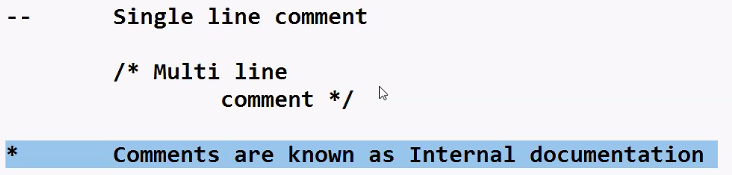 -- Single line comment
/* Multi line
comment */
* Comments are known as Internal documentation